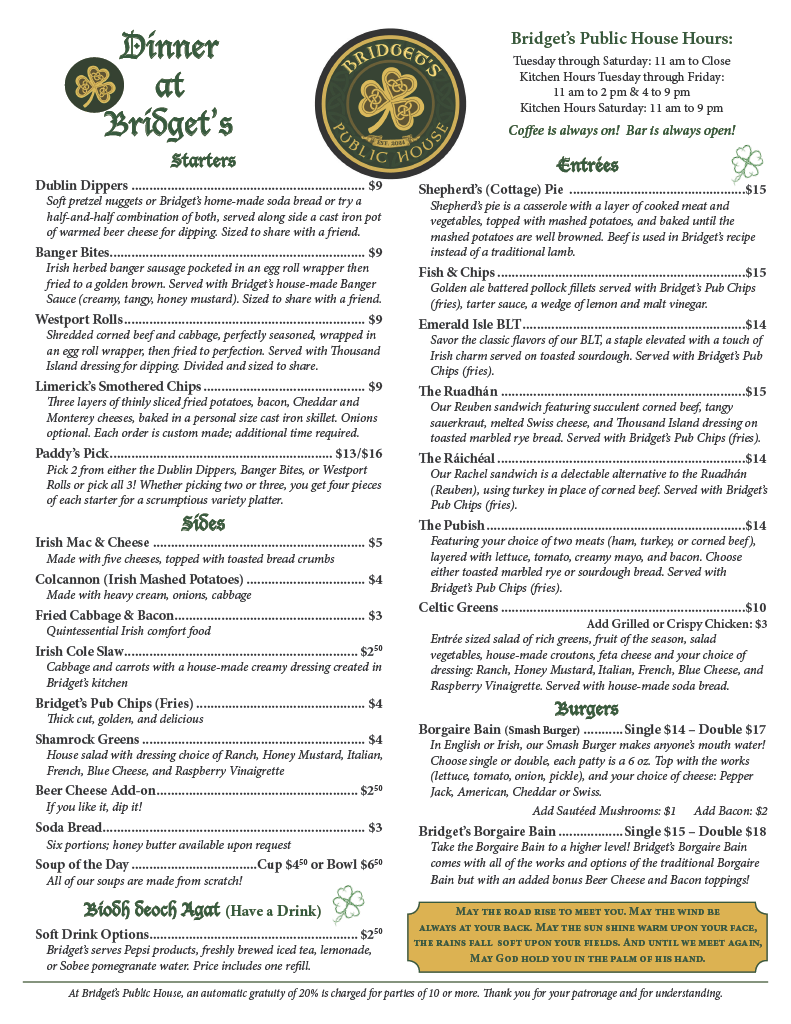 Dinner
at
Bridget's
BRIDGET'S
PUBLIC HOUSE
EST. 2024
Bridget's Public House Hours:
Tuesday through Saturday: 11 am to Close
Kitchen Hours Tuesday through Friday:
11 am to 2 pm & 4 to 9 pm
Kitchen Hours Saturday: 11 am to 9 pm
Coffee is always on! Bar is always open!
Starters
Dublin Dippers ........ $9
Soft pretzel nuggets or Bridget's home-made soda bread or try a
half-and-half combination of both, served along side a cast iron pot
of warmed beer cheese for dipping. Sized to share with a friend.
Banger Bites........ $9
Irish herbed banger sausage pocketed in an egg roll wrapper then
fried to a golden brown. Served with Bridget's house-made Banger
Sauce (creamy, tangy, honey mustard). Sized to share with a friend.
Westport Rolls........ $9
Shredded corned beef and cabbage, perfectly seasoned, wrapped in
an egg roll wrapper, then fried to perfection. Served with Thousand
Island dressing for dipping. Divided and sized to share.
Limerick's Smothered Chips ........ $9
Three layers of thinly sliced fried potatoes, bacon, Cheddar and
Monterey cheeses, baked in a personal size cast iron skillet. Onions
optional. Each order is custom made; additional time required.
Paddy's Pick........ $13/$16
Pick 2 from either the Dublin Dippers, Banger Bites, or Westport
Rolls or pick all 3! Whether picking two or three, you get four pieces
of each starter for a scrumptious variety platter.
Sides
Irish Mac & Cheese ........ $5
Made with five cheeses, topped with toasted bread crumbs
Colcannon (Irish Mashed Potatoes) ........ $4
Made with heavy cream, onions, cabbage
Fried Cabbage & Bacon........ $3
Quintessential Irish comfort food
Irish Cole Slaw........ $2⁵⁰
Cabbage and carrots with a house-made creamy dressing created in
Bridget's kitchen
Bridget's Pub Chips (Fries) ........ $4
Thick cut, golden, and delicious
Shamrock Greens ........ $4
House salad with dressing choice of Ranch, Honey Mustard, Italian,
French, Blue Cheese, and Raspberry Vinaigrette
Beer Cheese Add-on........ $2⁵⁰
If you like it, dip it!
Soda Bread........ $3
Six portions; honey butter available upon request
Soup of the Day ........Cup $4⁵⁰ or Bowl $6⁵⁰
All of our soups are made from scratch!
Biodh deoch Agat (Have a Drink)
Soft Drink Options........ $2⁵⁰
Bridget's serves Pepsi products, freshly brewed iced tea, lemonade,
or Sobee pomegranate water. Price includes one refill.
Entrées
Shepherd's (Cottage) Pie ........$15
Shepherd's pie is a casserole with a layer of cooked meat and
vegetables, topped with mashed potatoes, and baked until the
mashed potatoes are well browned. Beef is used in Bridget's recipe
instead of a traditional lamb.
Fish & Chips ........$15
Golden ale battered pollock fillets served with Bridget's Pub Chips
(fries), tarter sauce, a wedge of lemon and malt vinegar.
Emerald Isle BLT........$14
Savor the classic flavors of our BLT, a staple elevated with a touch of
Irish charm served on toasted sourdough. Served with Bridget's Pub
Chips (fries).
The Ruadhán ........$15
Our Reuben sandwich featuring succulent corned beef, tangy
sauerkraut, melted Swiss cheese, and Thousand Island dressing on
toasted marbled rye bread. Served with Bridget's Pub Chips (fries).
The Ráichéal ........$14
Our Rachel sandwich is a delectable alternative to the Ruadhán
(Reuben), using turkey in place of corned beef. Served with Bridget's
Pub Chips (fries).
The Pubish........$14
Featuring your choice of two meats (ham, turkey, or corned beef),
layered with lettuce, tomato, creamy mayo, and bacon. Choose
either toasted marbled rye or sourdough bread. Served with
Bridget's Pub Chips (fries).
Celtic Greens ........$10
Add Grilled or Crispy Chicken: $3
Entrée sized salad of rich greens, fruit of the season, salad
vegetables, house-made croutons, feta cheese and your choice of
dressing: Ranch, Honey Mustard, Italian, French, Blue Cheese, and
Raspberry Vinaigrette. Served with house-made soda bread.
Burgers
Borgaire Bain (Smash Burger) ...........Single $14 – Double $17
In English or Irish, our Smash Burger makes anyone's mouth water!
Choose single or double, each patty is a 6 oz. Top with the works
(lettuce, tomato, onion, pickle), and your choice of cheese: Pepper
Jack, American, Cheddar or Swiss.
Add Sautéed Mushrooms: $1 Add Bacon: $2
Bridget's Borgaire Bain ..................Single $15 – Double $18
Take the Borgaire Bain to a higher level! Bridget's Borgaire Bain
comes with all of the works and options of the traditional Borgaire
Bain but with an added bonus Beer Cheese and Bacon toppings!
May the road rise to meet you. May the wind be
always at your back. May the sun shine warm upon your face,
the rains fall soft upon your fields. And until we meet again,
May God hold you in the palm of his hand.
At Bridget's Public House, an automatic gratuity of 20% is charged for parties of 10 or more. Thank you for your patronage and for understanding.